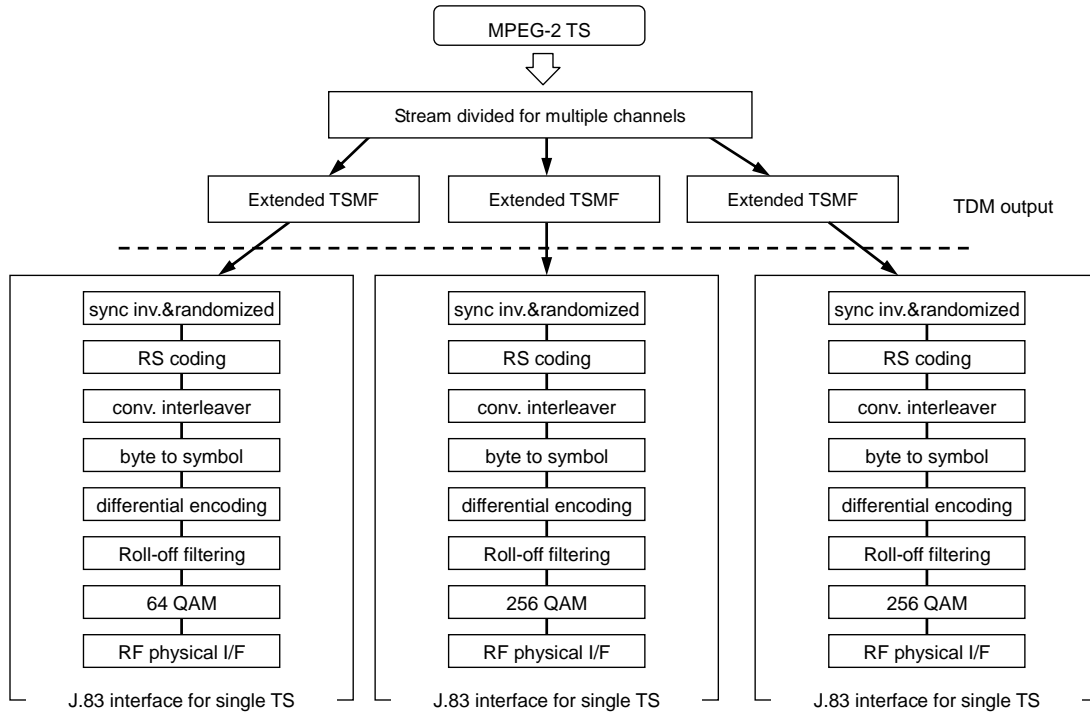 MPEG-2 TS
Stream divided for multiple channels
Extended TSMF
Extended TSMF
Extended TSMF
TDM output
sync inv.&randomized
RS coding
conv. interleaver
byte to symbol
differential encoding
Roll-off filtering
64 QAM
RF physical I/F
J.83 interface for single TS
sync inv.&randomized
RS coding
conv. interleaver
byte to symbol
differential encoding
Roll-off filtering
256 QAM
RF physical I/F
J.83 interface for single TS
sync inv.&randomized
RS coding
conv. interleaver
byte to symbol
differential encoding
Roll-off filtering
256 QAM
RF physical I/F
J.83 interface for single TS